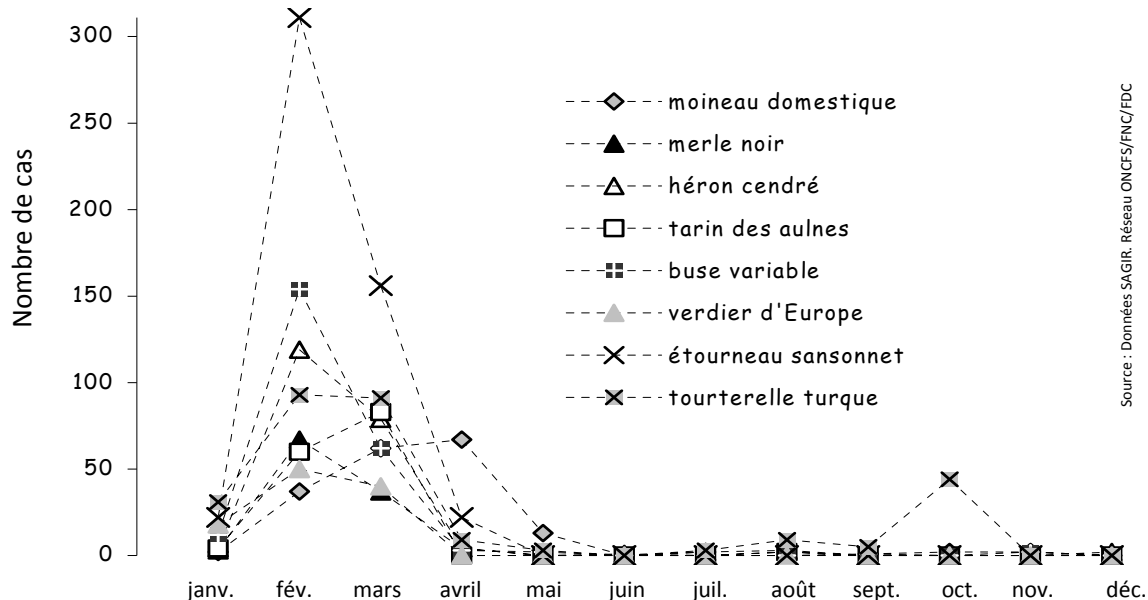 Nombre de cas
300
250
200
150
100
50
0
janv. fév. mars avril mai juin juil. août sept. oct. nov. déc.
moineau domestique
merle noir
héron cendré
tarin des aulnes
buse variable
verdier d'Europe
étourneau sansonnet
tourterelle turque
Source : Données SAGIR. Réseau ONCFS/FNC/FDC